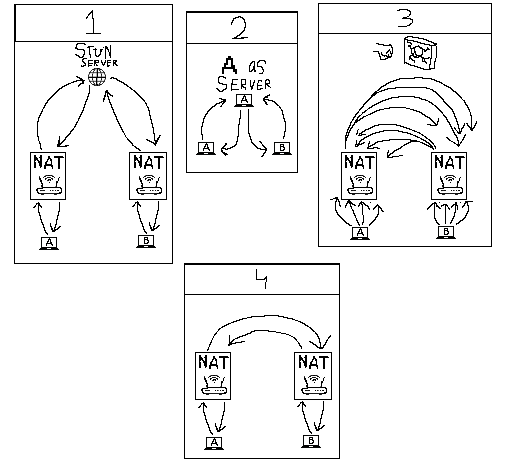 1
STUN
SERVER
NAT NAT
A B
2
A as
SERVER
A
A B
3
NAT NAT
A B
4
NAT NAT
A B